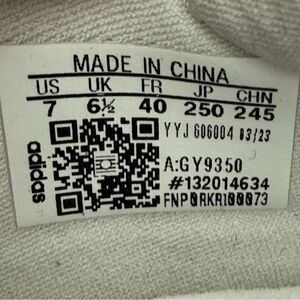 MADE IN CHINA
US UK FR JP CHN
7 6½ 40 250 245
adidas
YYJ 606004 03/23
A:GY9350
#132014634
FNP0RKR100073